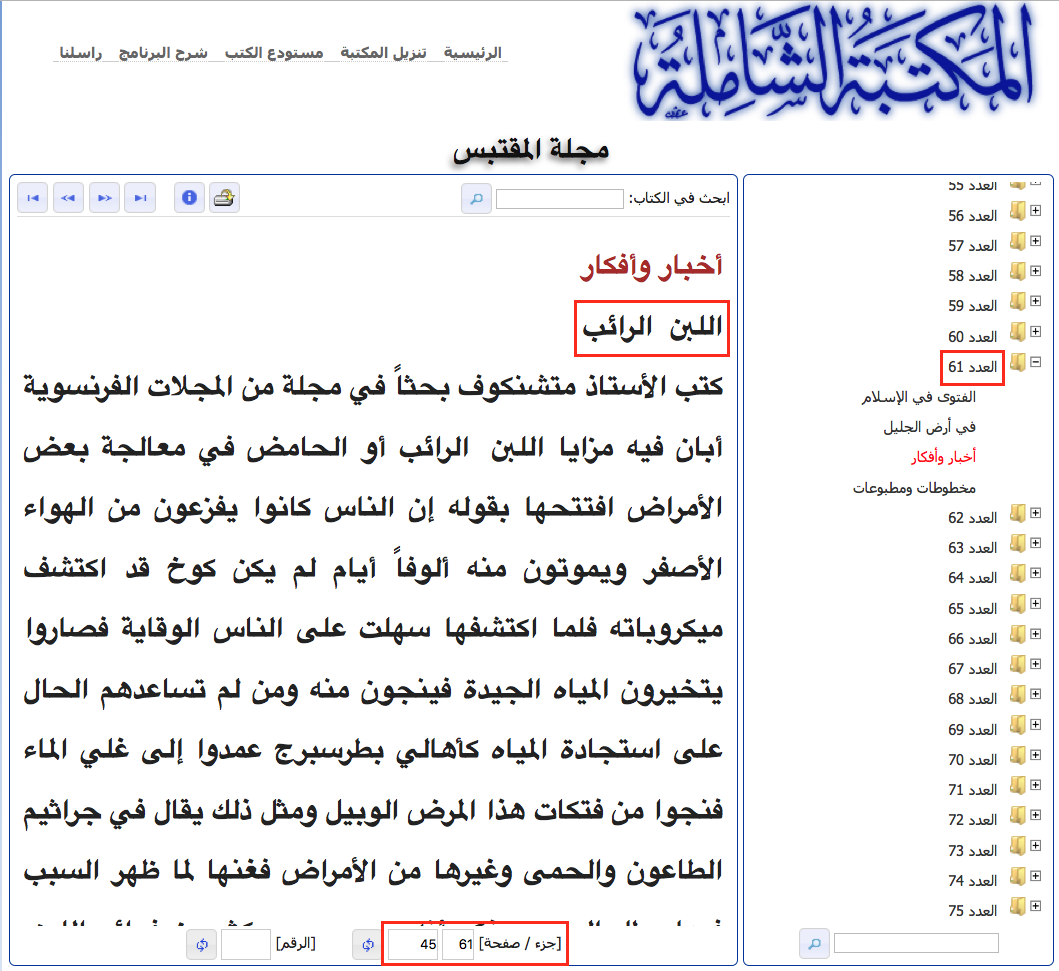 المكتبة الشاملة
الرئيسية تنزيل المكتبة مستودع الكتب شرح البرنامج راسلنا
مجلة المقتبس
ابحث في الكتاب:
أخبار وأفكار
اللبن الرائب
كتب الأستاذ متشنكوف بحثاً في مجلة من المجلات الفرنسوية
أبان فيه مزايا اللبن الرائب أو الحامض في معالجة بعض
الأمراض افتتحها بقوله إن الناس كانوا يفزعون من الهواء
الأصفر ويموتون منه ألوفاً أيام لم يكن كوخ قد اكتشف
ميكروباته فلما اكتشفها سهلت على الناس الوقاية فصاروا
يتخيرون المياه الجيدة فينجون منه ومن لم تساعدهم الحال
على استجادة المياه كأهالي بطرسبرج عمدوا إلى غلي الماء
فنجوا من فتكات هذا المرض الوبيل ومثل ذلك يقال في جراثيم
الطاعون والحمى وغيرها من الأمراض فغنها لما ظهر السبب
[جزء / صفحة] 61 45
[الرقم]
العدد 55
العدد 56
العدد 57
العدد 58
العدد 59
العدد 60
العدد 61
الفتوى في الإسلام
في أرض الجليل
أخبار وأفكار
مخطوطات ومطبوعات
العدد 62
العدد 63
العدد 64
العدد 65
العدد 66
العدد 67
العدد 68
العدد 69
العدد 70
العدد 71
العدد 72
العدد 73
العدد 74
العدد 75